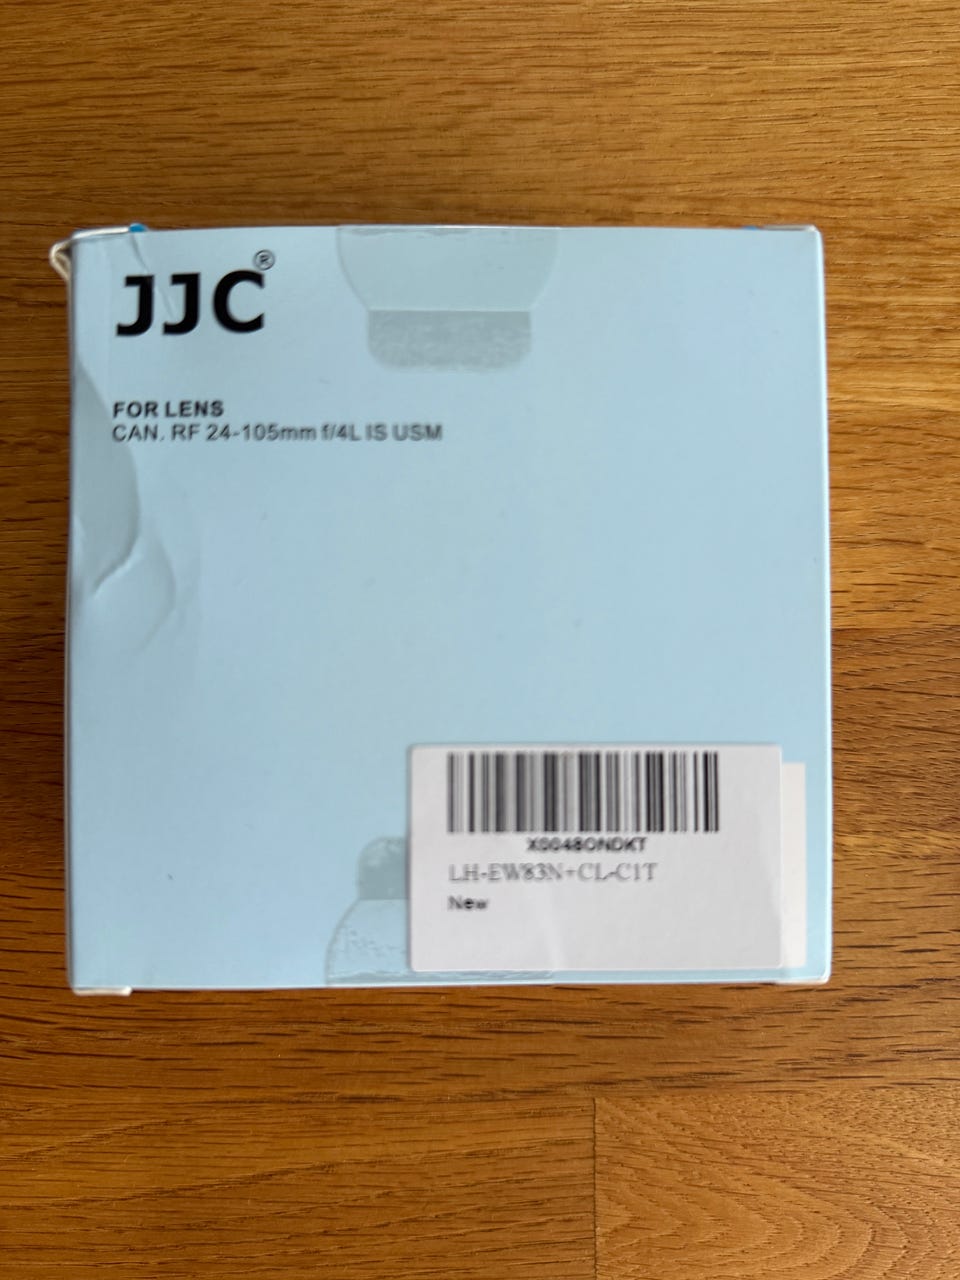 JJC®
FOR LENS
CAN. RF 24-105mm f/4L IS USM
X0048ONDKT
LH-EW83N+CL-C1T
New